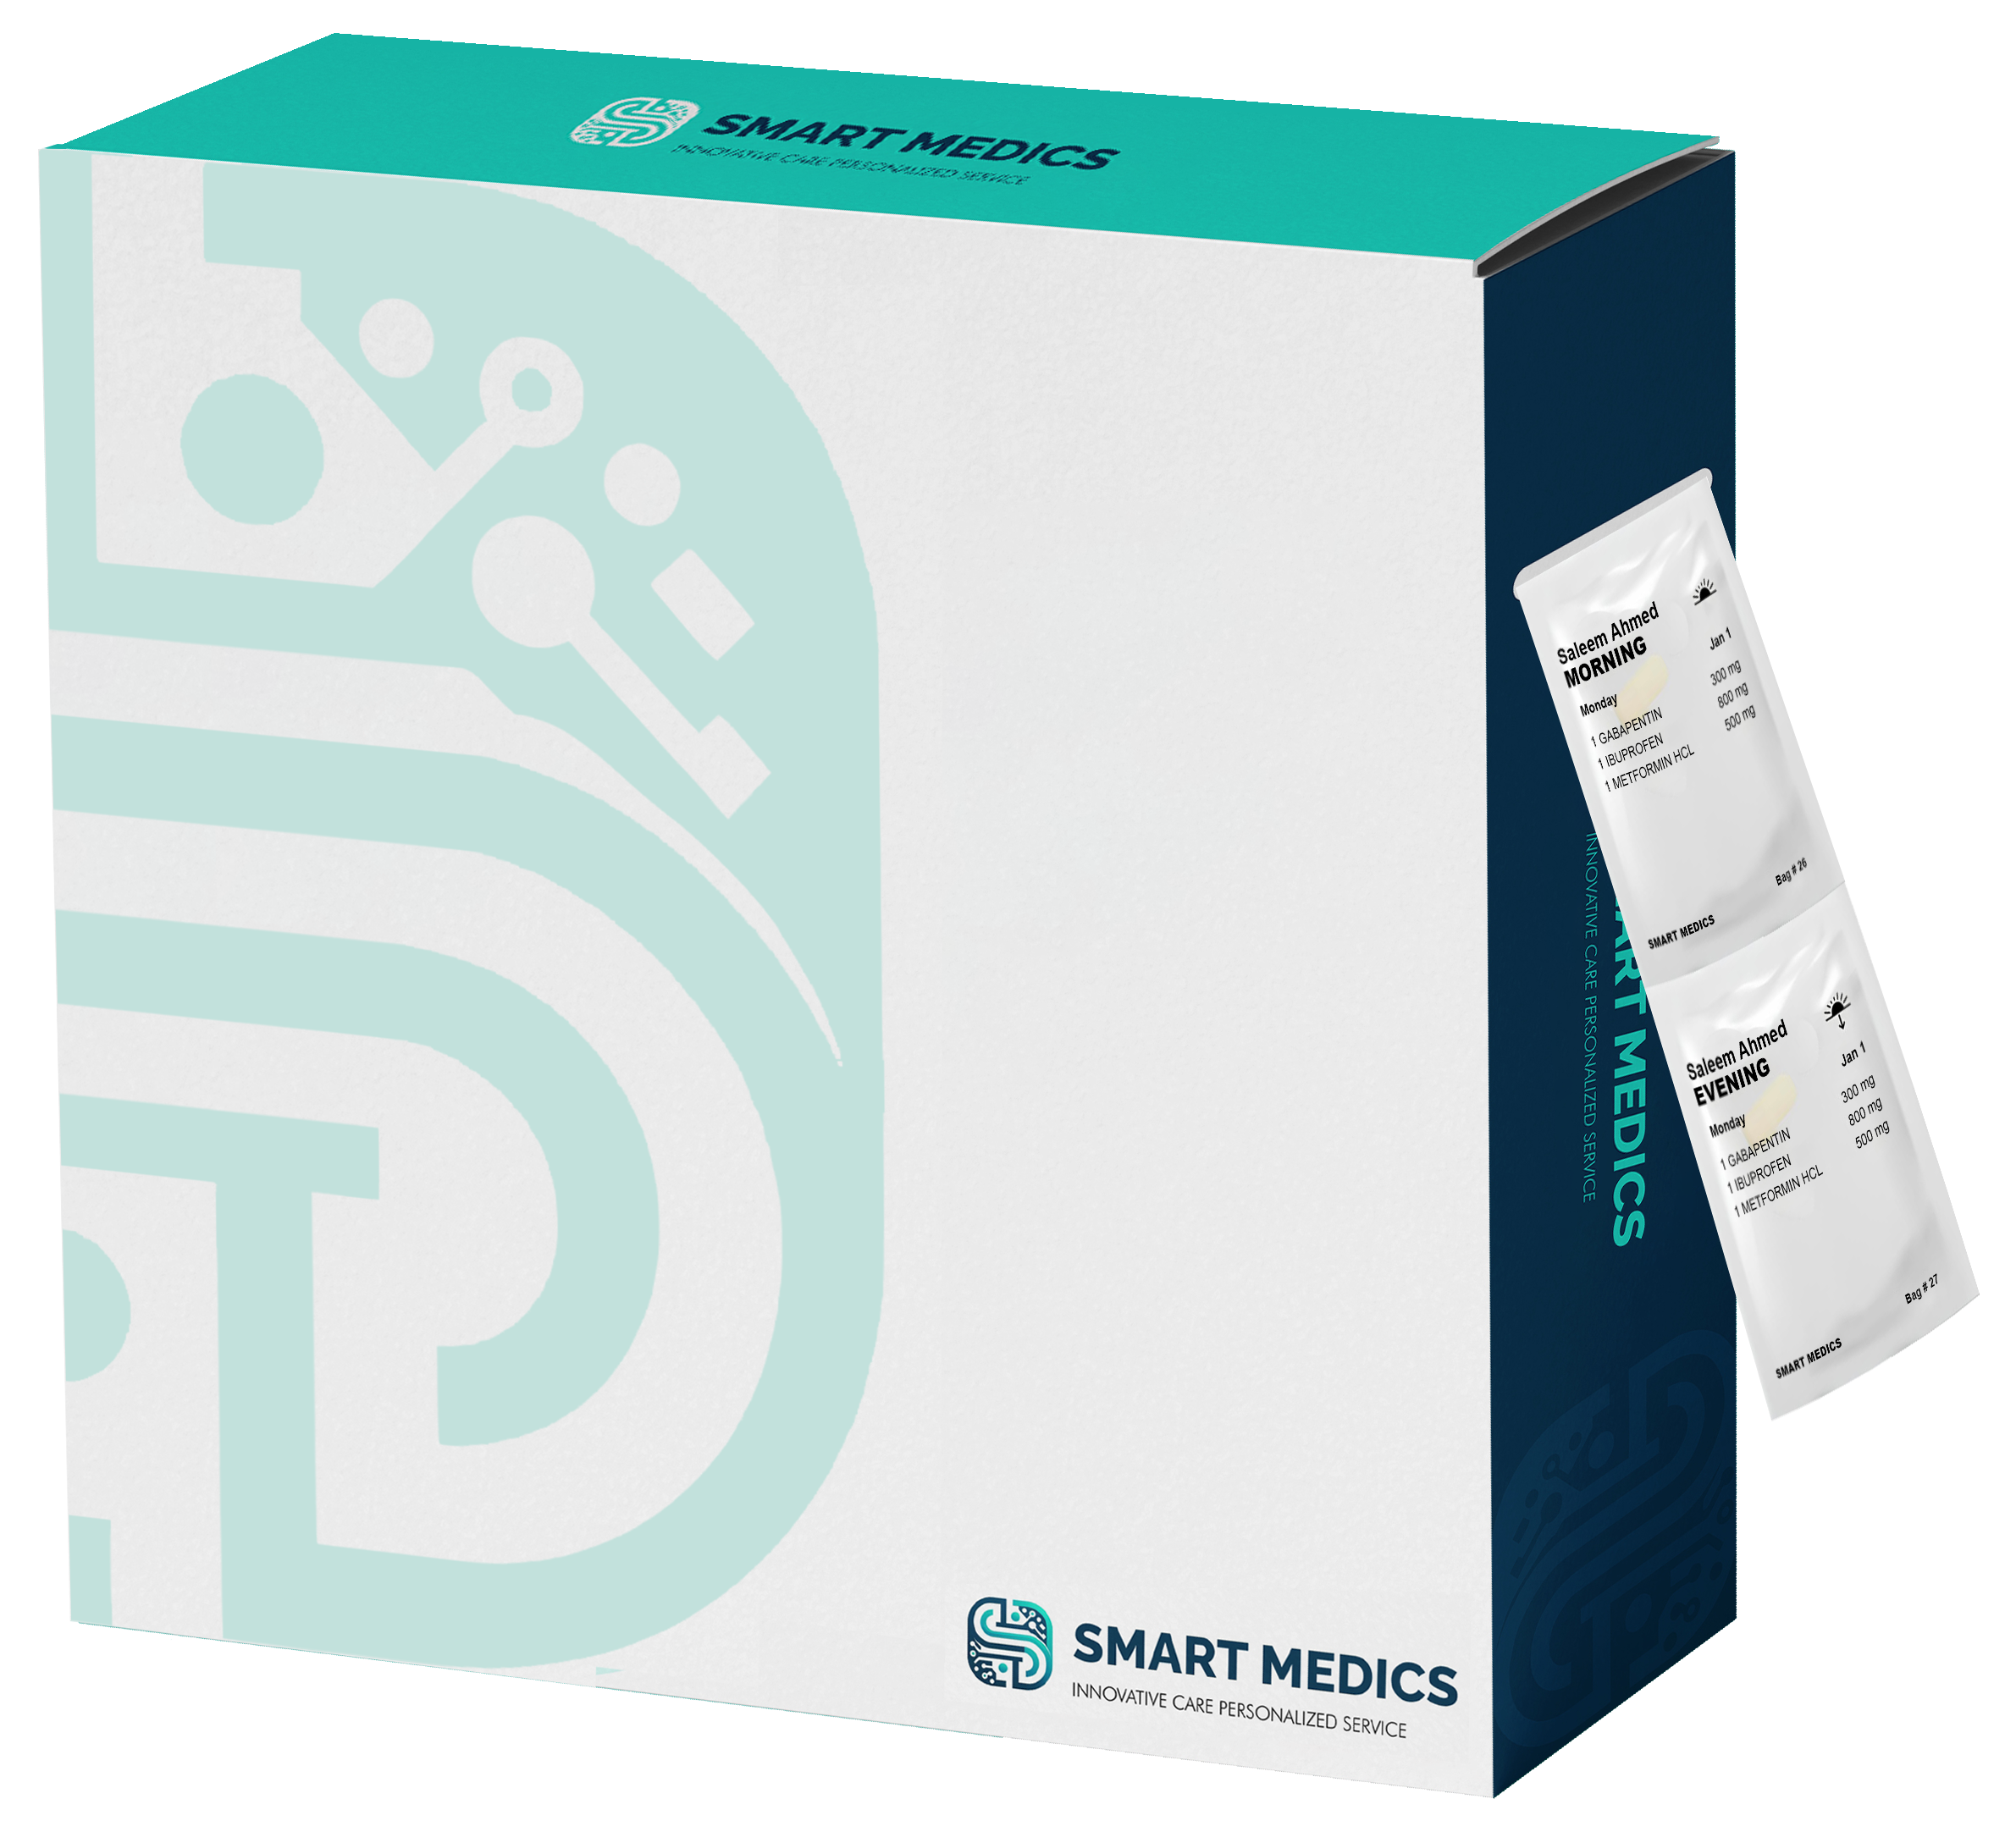 SMART MEDICS
INNOVATIVE CARE PERSONALIZED SERVICE
Saleem Ahmed
MORNING
Monday Jan 1
1 GABAPENTIN 300 mg
1 IBUPROFEN 800 mg
1 METFORMIN HCL 500 mg
Bag # 26
SMART MEDICS
Saleem Ahmed
EVENING
Monday Jan 1
1 GABAPENTIN 300 mg
1 IBUPROFEN 800 mg
1 METFORMIN HCL 500 mg
Bag # 27
SMART MEDICS
MEDICS
INNOVATIVE CARE PERSONALIZED SERVICE
SMART MEDICS
INNOVATIVE CARE PERSONALIZED SERVICE